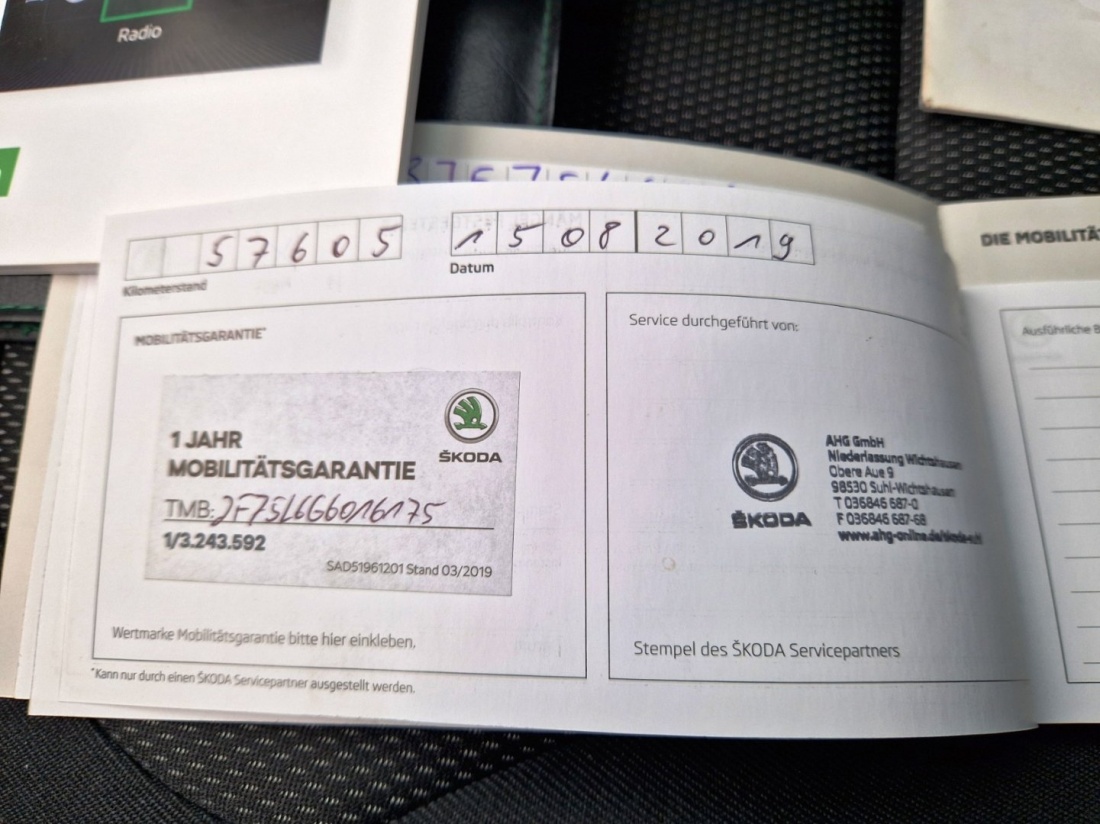 Radio
57605
15082019
Kilometerstand
Datum
MOBILITÄTSGARANTIE*
1 JAHR
MOBILITÄTSGARANTIE
ŠKODA
TMB:JF75L6G6016175
1/3.243.592
SAD51961201 Stand 03/2019
Wertmarke Mobilitätsgarantie bitte hier einkleben.
*Kann nur durch einen ŠKODA Servicepartner ausgestellt werden.
Service durchgeführt von:
ŠKODA
AHG GmbH
Niederlassung Wichtshausen
Obere Aue 9
98530 Suhl-Wichtshausen
T 036846 687-0
F 036846 687-68
Stempel des ŠKODA Servicepartners
DIE MOBILITÄ
Ausführliche B